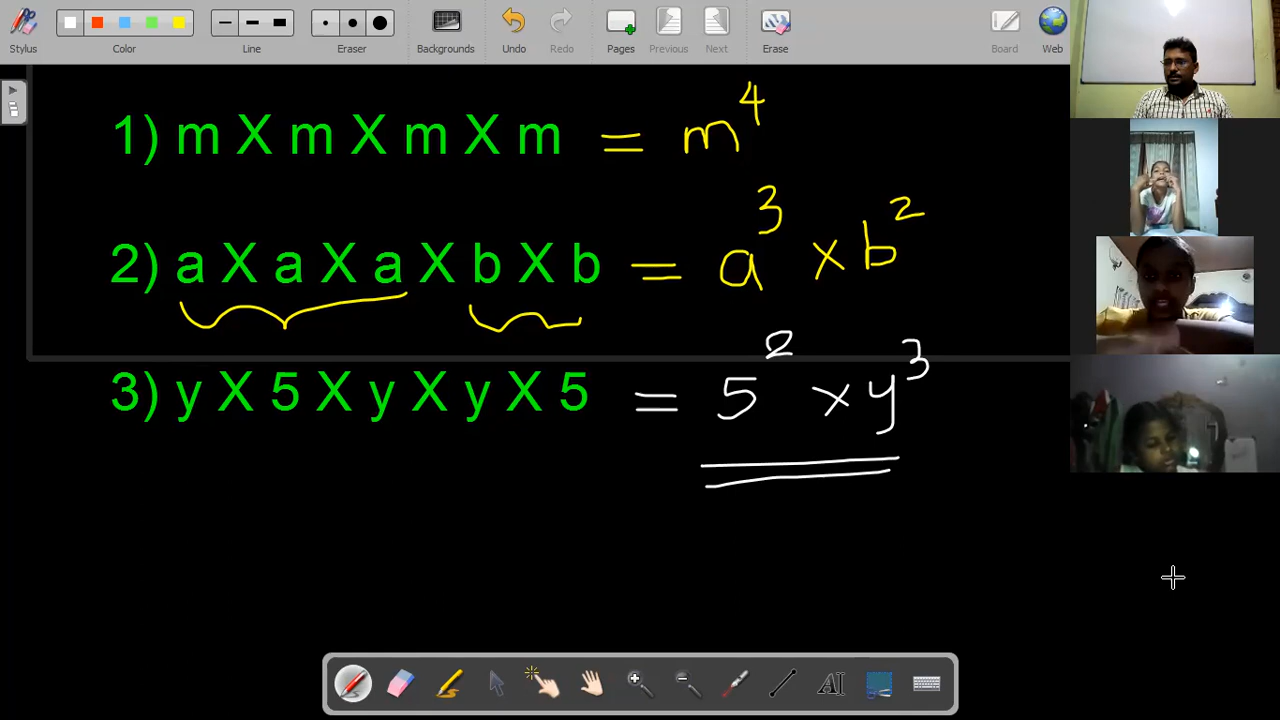 Stylus Color Line Eraser Backgrounds Undo Redo Pages Previous Next Erase Board Web
1) m X m X m X m = m⁴
2) a X a X a X b X b = a³ × b²
3) y X 5 X y X y X 5 = 5² × y³
AI